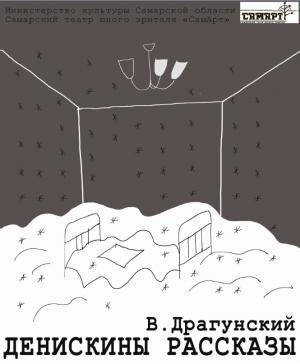 Министерство культуры Самарской области
Самарский театр юного зрителя «СамАрт»
САМАРТ
В.Драгунский
ДЕНИСКИНЫ РАССКАЗЫ